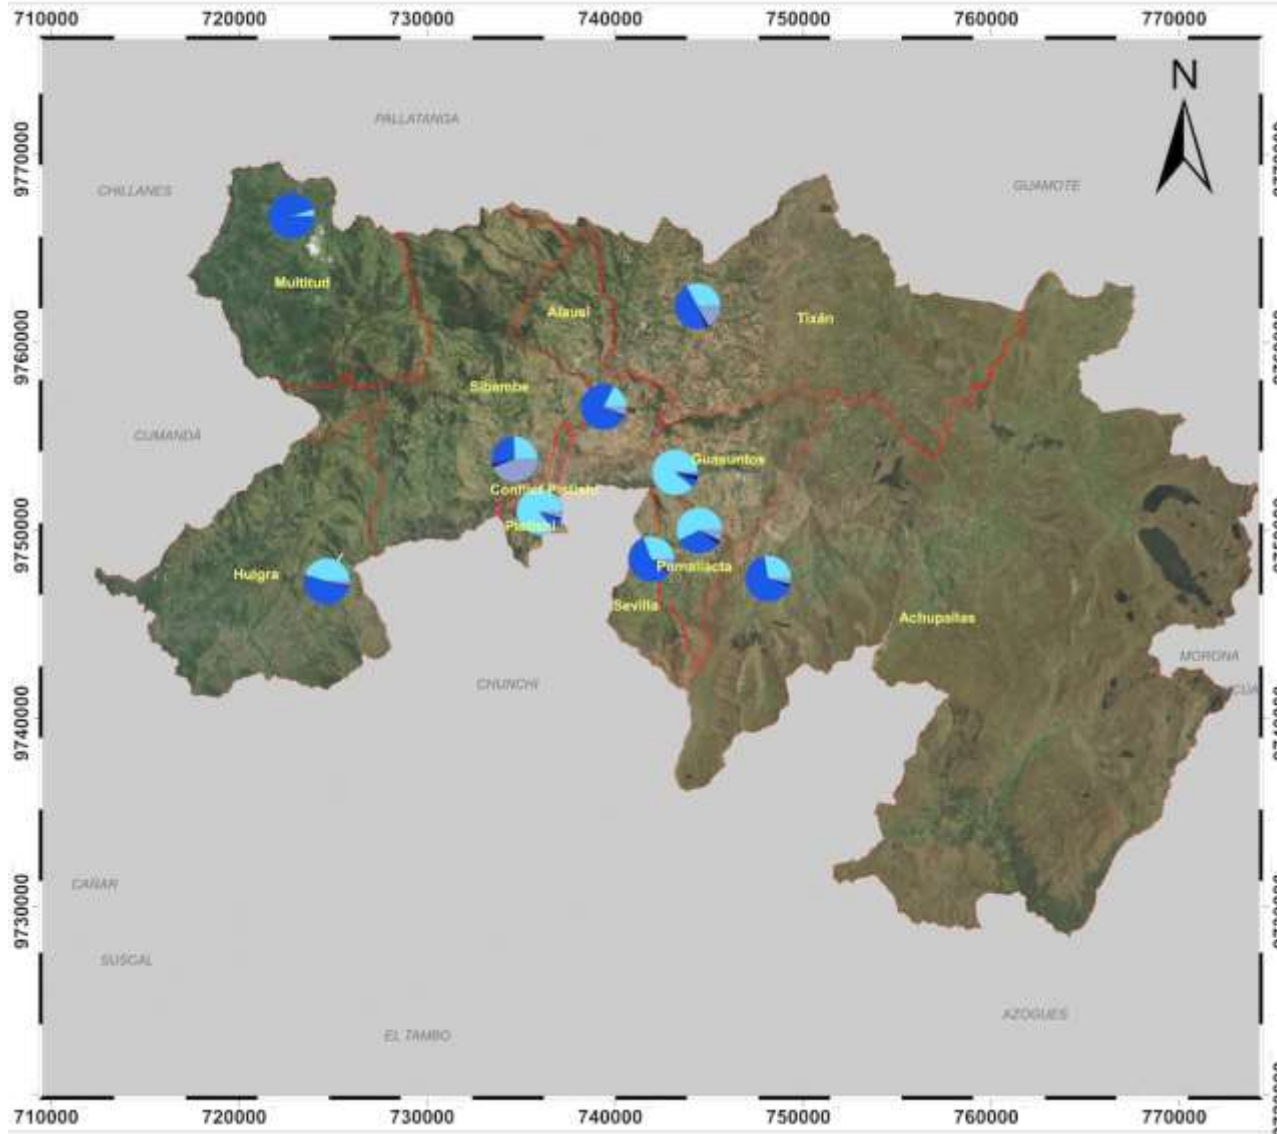 710000 720000 730000 740000 750000 760000 770000
N
9770000
PALLATANGA
CHILLANES
GUAMOTE
Multitud
Alausí
Tixán
9760000
Sibambe
CUMANDÁ
Guasuntos
Conflict Pistishi
9750000
Pistishi
Huigra
Pumallacta
Sevilla
Achupallas
MORONA
CHUNCHI
9740000
CAÑAR
9730000
SUSCAL
AZOGUES
EL TAMBO
710000 720000 730000 740000 750000 760000 770000